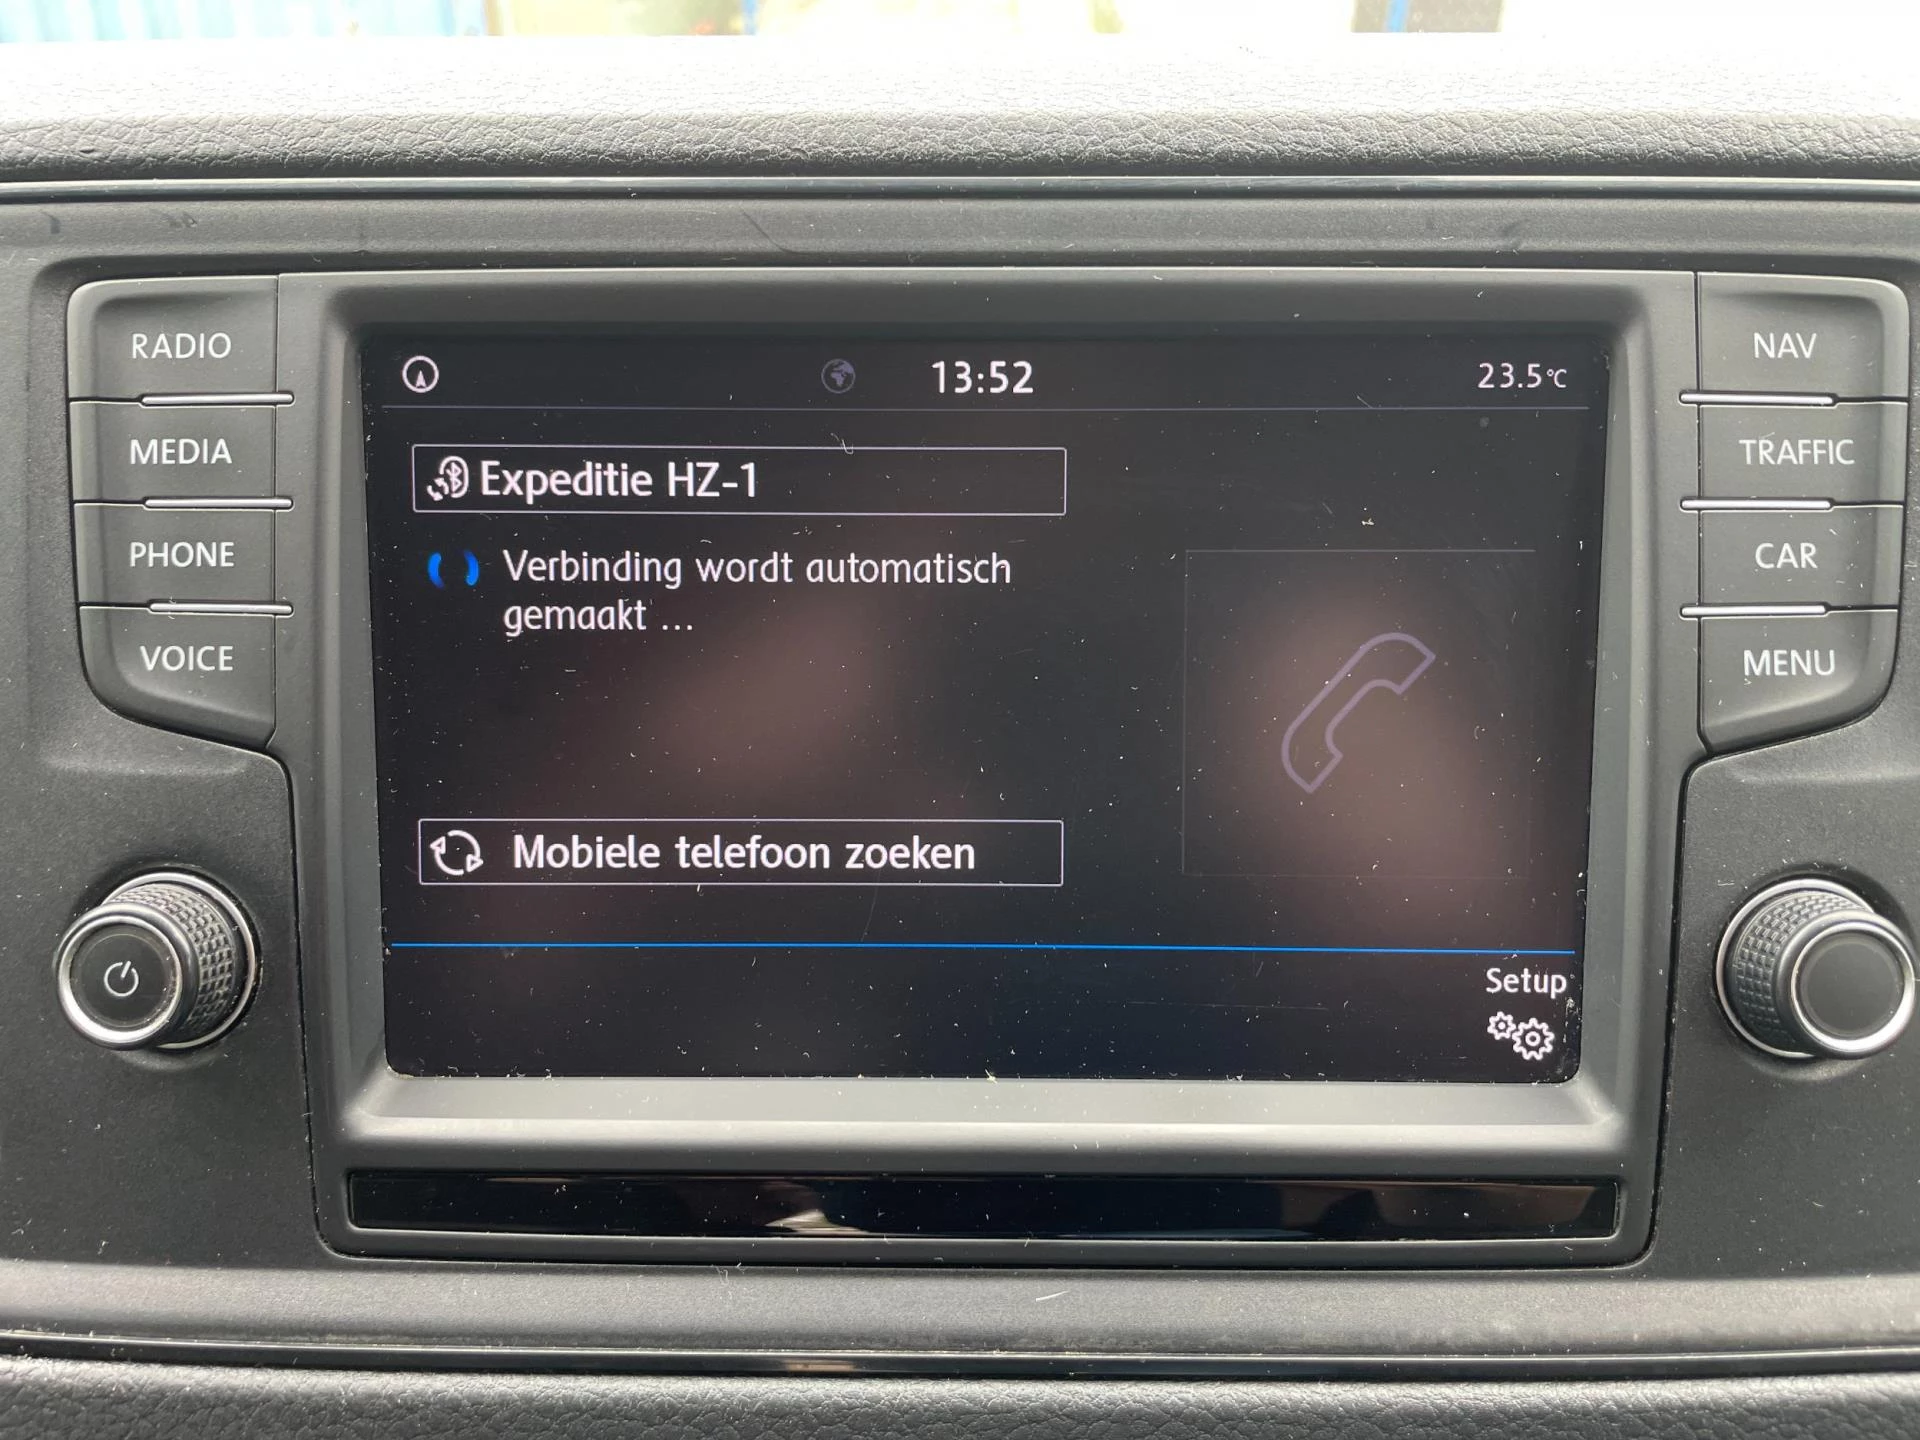 RADIO
MEDIA
PHONE
VOICE
13:52
23.5°C
Expeditie HZ-1
Verbinding wordt automatisch
gemaakt ...
Mobiele telefoon zoeken
Setup
NAV
TRAFFIC
CAR
MENU